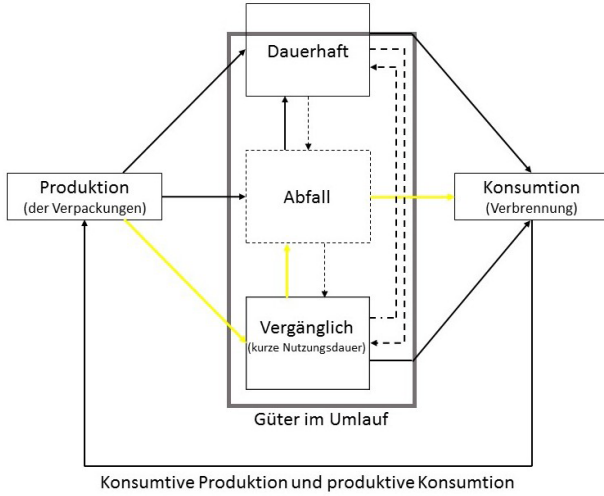 Dauerhaft
Produktion
(der Verpackungen)
Abfall
Konsumtion
(Verbrennung)
Vergänglich
(kurze Nutzungsdauer)
Güter im Umlauf
Konsumtive Produktion und produktive Konsumtion